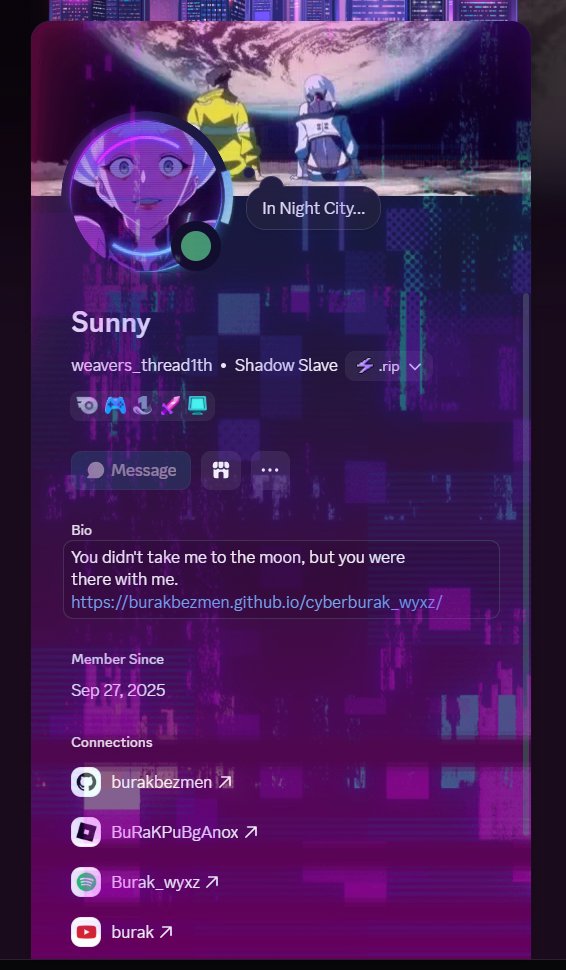 In Night City...
Sunny
weavers_thread1th • Shadow Slave .rip
Message
Bio
You didn't take me to the moon, but you were
there with me.
https://burakbezmen.github.io/cyberburak_wyxz/
Member Since
Sep 27, 2025
Connections
burakbezmen
BuRaKPuBgAnox
Burak_wyxz
burak